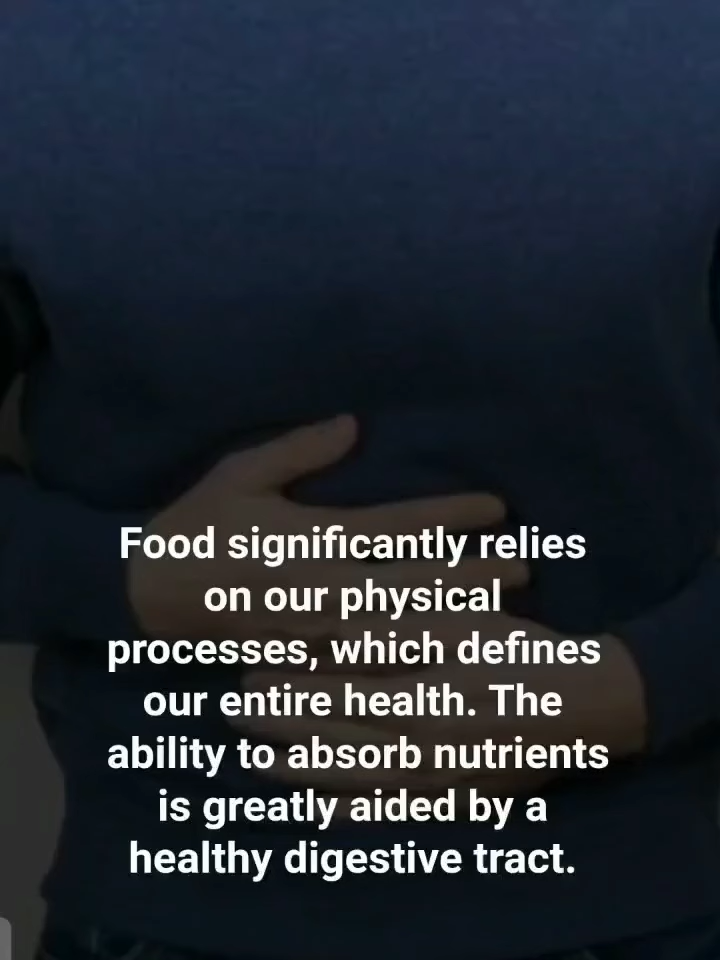 Food significantly relies
on our physical
processes, which defines
our entire health. The
ability to absorb nutrients
is greatly aided by a
healthy digestive tract.